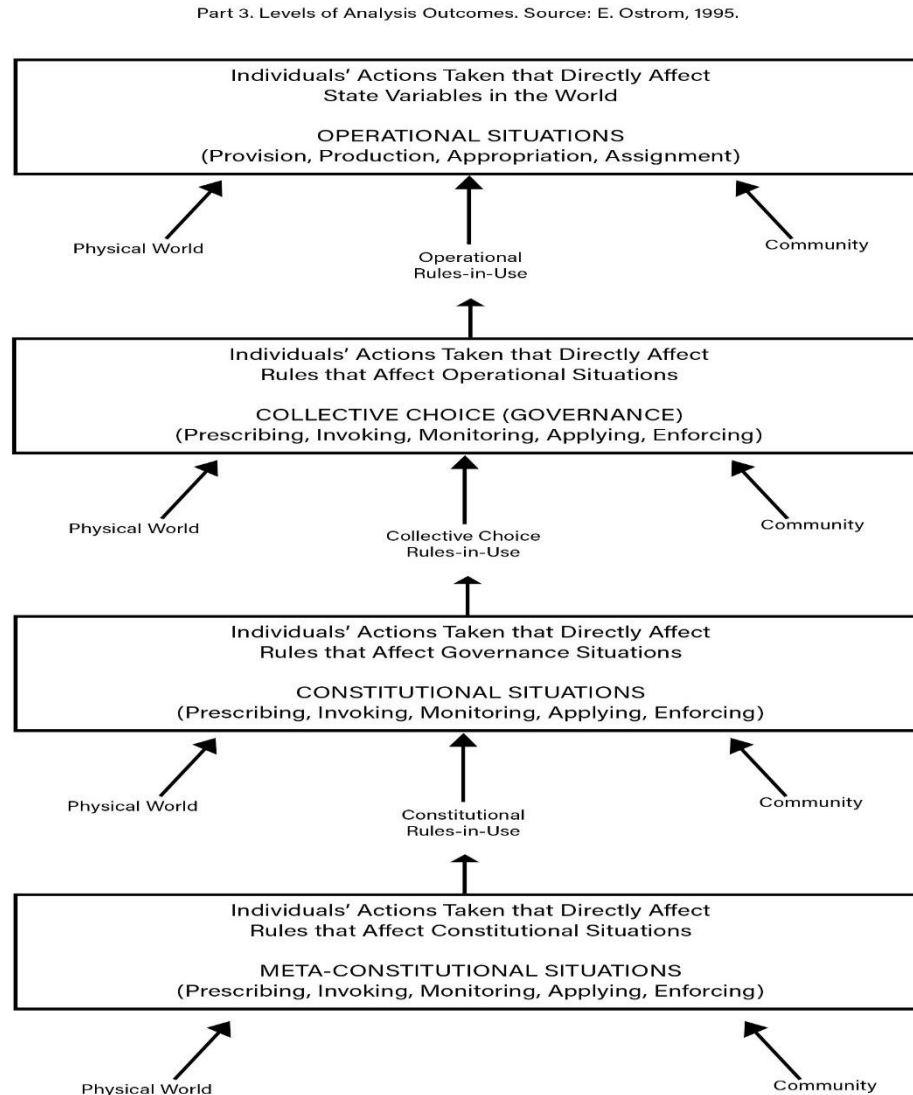 Part 3. Levels of Analysis Outcomes. Source: E. Ostrom, 1995.
Individuals’ Actions Taken that Directly Affect
State Variables in the World
OPERATIONAL SITUATIONS
(Provision, Production, Appropriation, Assignment)
Physical World
Operational
Rules-in-Use
Community
Individuals’ Actions Taken that Directly Affect
Rules that Affect Operational Situations
COLLECTIVE CHOICE (GOVERNANCE)
(Prescribing, Invoking, Monitoring, Applying, Enforcing)
Physical World
Collective Choice
Rules-in-Use
Community
Individuals’ Actions Taken that Directly Affect
Rules that Affect Governance Situations
CONSTITUTIONAL SITUATIONS
(Prescribing, Invoking, Monitoring, Applying, Enforcing)
Physical World
Constitutional
Rules-in-Use
Community
Individuals’ Actions Taken that Directly Affect
Rules that Affect Constitutional Situations
META-CONSTITUTIONAL SITUATIONS
(Prescribing, Invoking, Monitoring, Applying, Enforcing)
Physical World
Community